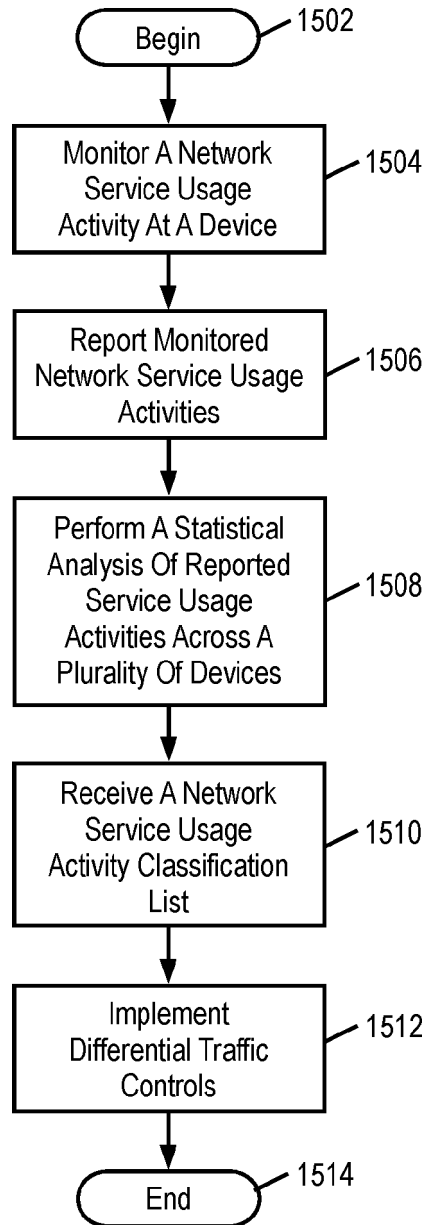 Begin
1502
Monitor A Network
Service Usage
Activity At A Device
1504
Report Monitored
Network Service Usage
Activities
1506
Perform A Statistical
Analysis Of Reported
Service Usage
Activities Across A
Plurality Of Devices
1508
Receive A Network
Service Usage
Activity Classification
List
1510
Implement
Differential Traffic
Controls
1512
End
1514